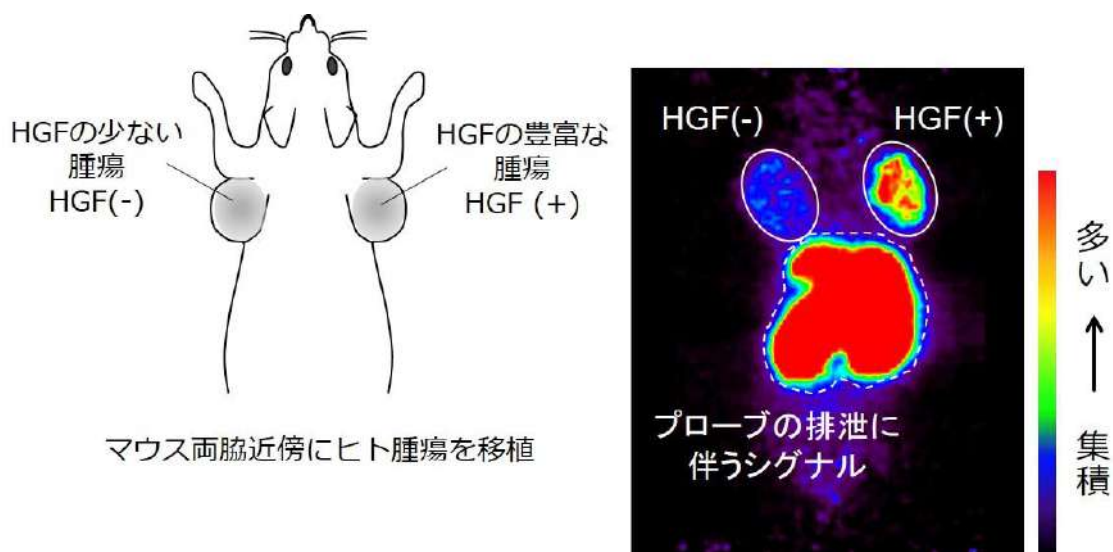 HGFの少ない
腫瘍
HGF(-)
HGFの豊富な
腫瘍
HGF (+)
マウス両脇近傍にヒト腫瘍を移植
HGF(-)
HGF(+)
プローブの排泄に
伴うシグナル
多い
集積